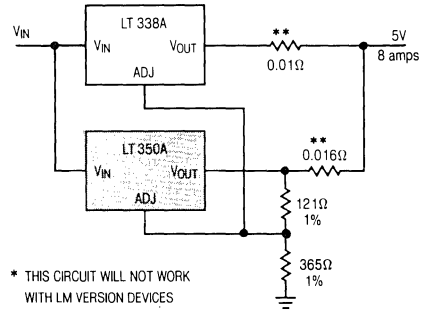 VIN
LT 338A
VIN
VOUT
ADJ
**
0.01Ω
5V
8 amps
LT 350A
VIN
VOUT
ADJ
**
0.016Ω
121Ω
1%
365Ω
1%
* THIS CIRCUIT WILL NOT WORK
WITH LM VERSION DEVICES